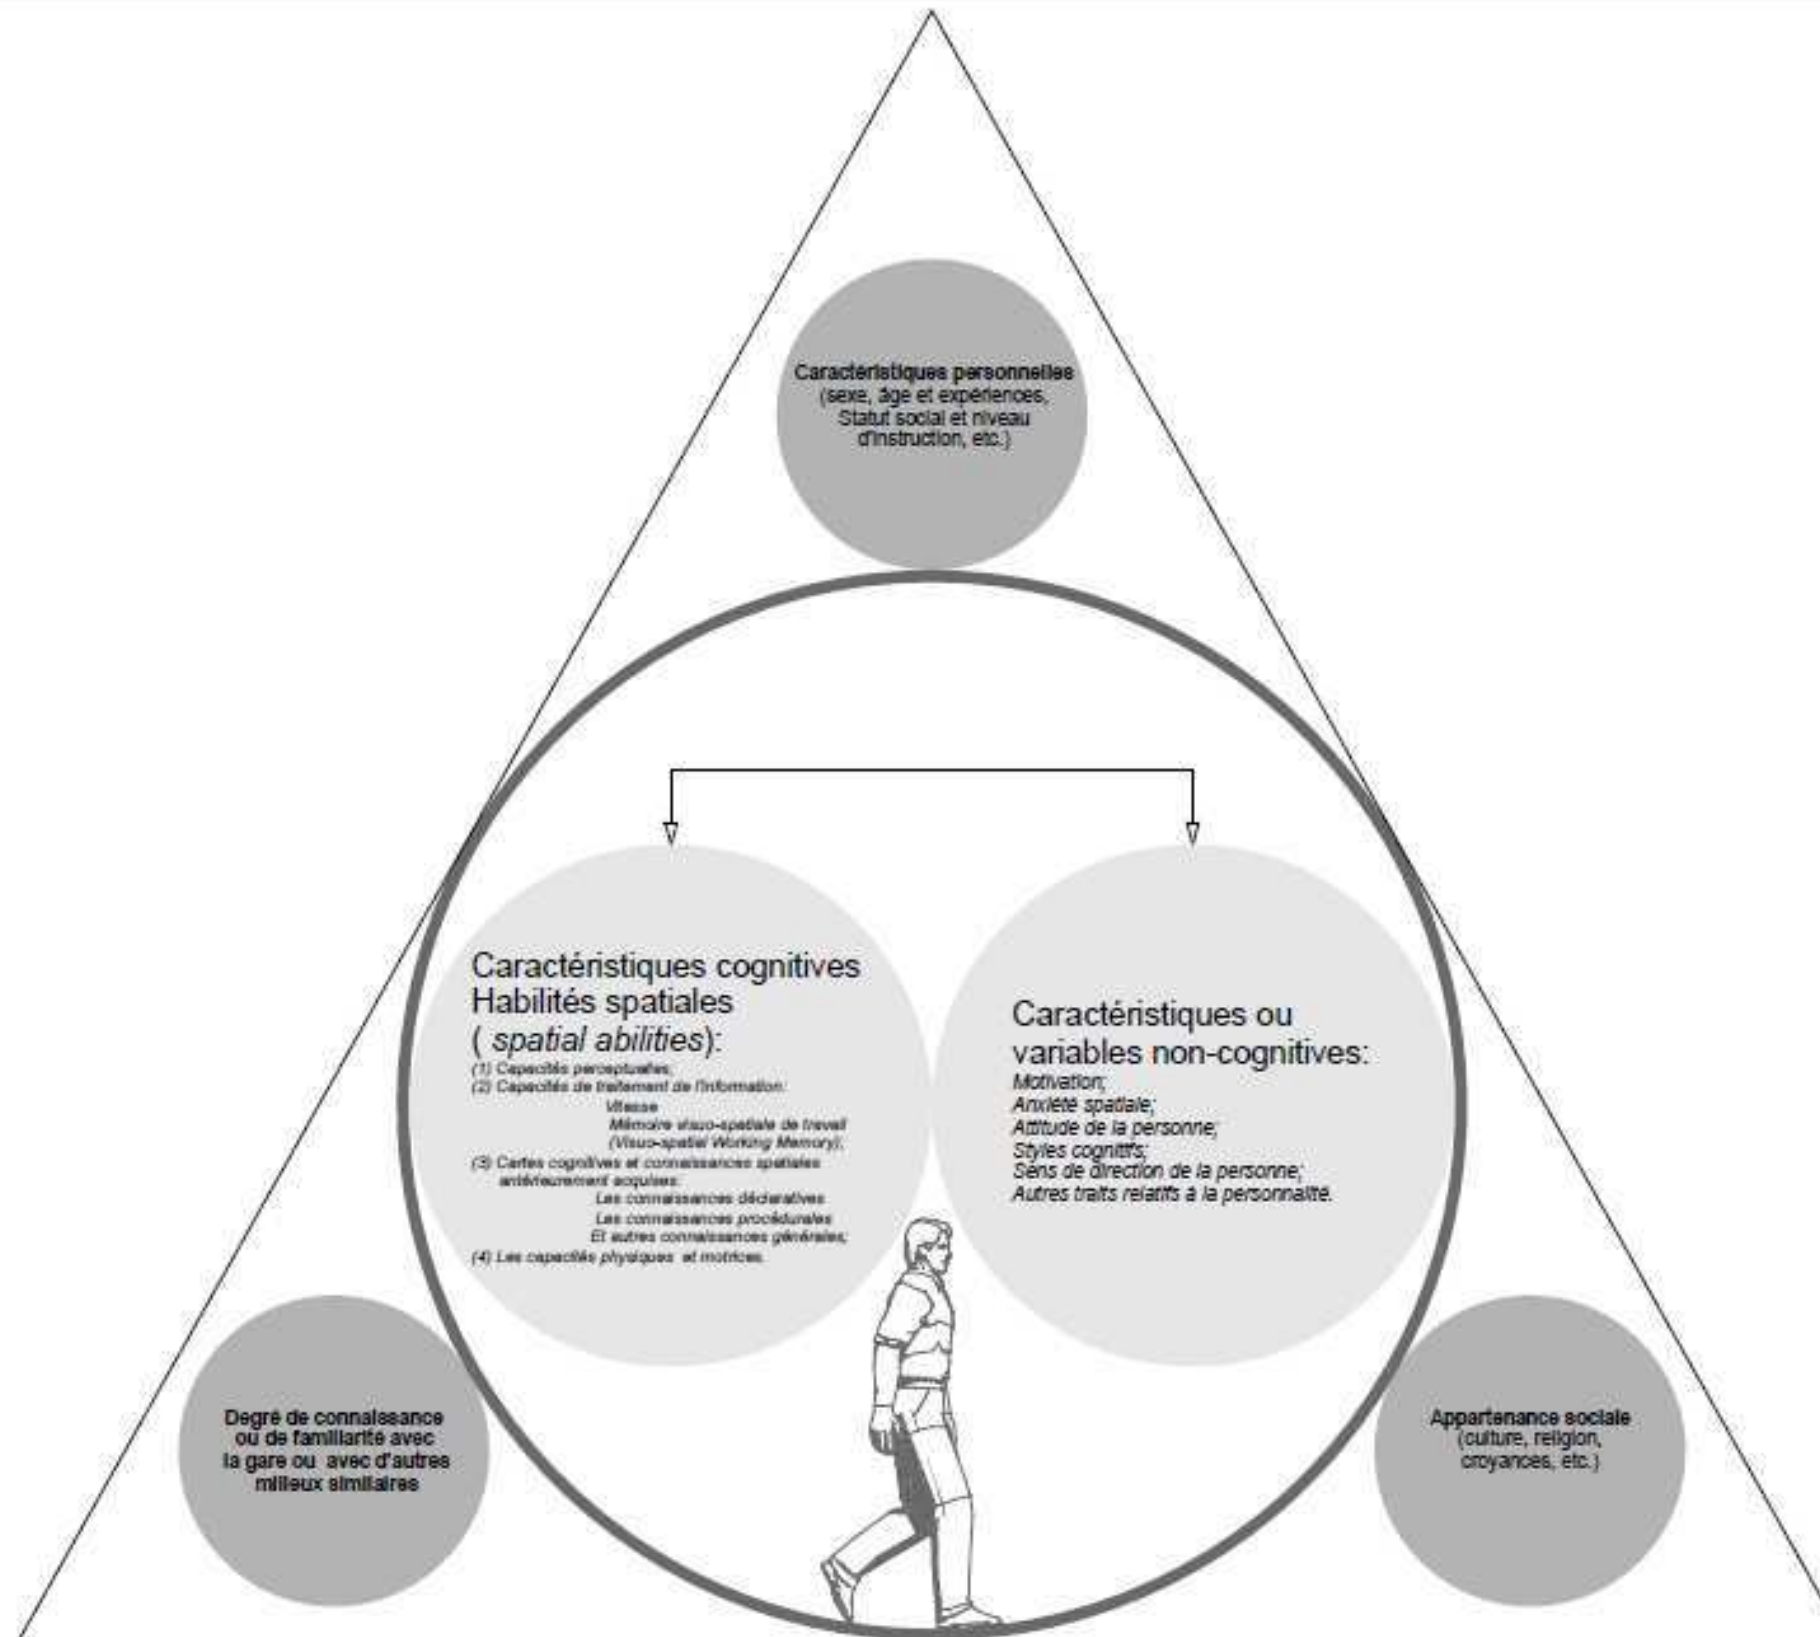 Caractéristiques personnelles
(sexe, âge et expériences,
Statut social et niveau
d'instruction, etc.)
Caractéristiques cognitives
Habilités spatiales
( spatial abilities):
(1) Capacités perceptuelles;
(2) Capacités de traitement de l'information:
Vitesse
Mémoire visuo-spatiale de travail
(Visuo-spatial Working Memory);
(3) Cartes cognitives et connaissances spatiales
antérieurement acquises:
Les connaissances déclaratives
Les connaissances procédurales
Et autres connaissances générales;
(4) Les capacités physiques et motrices.
Caractéristiques ou
variables non-cognitives:
Motivation;
Anxiété spatiale;
Attitude de la personne;
Styles cognitifs;
Sens de direction de la personne;
Autres traits relatifs à la personnalité.
Degré de connaissance
ou de familiarité avec
la gare ou avec d'autres
milieux similaires
Appartenance sociale
(culture, religion,
croyances, etc.)